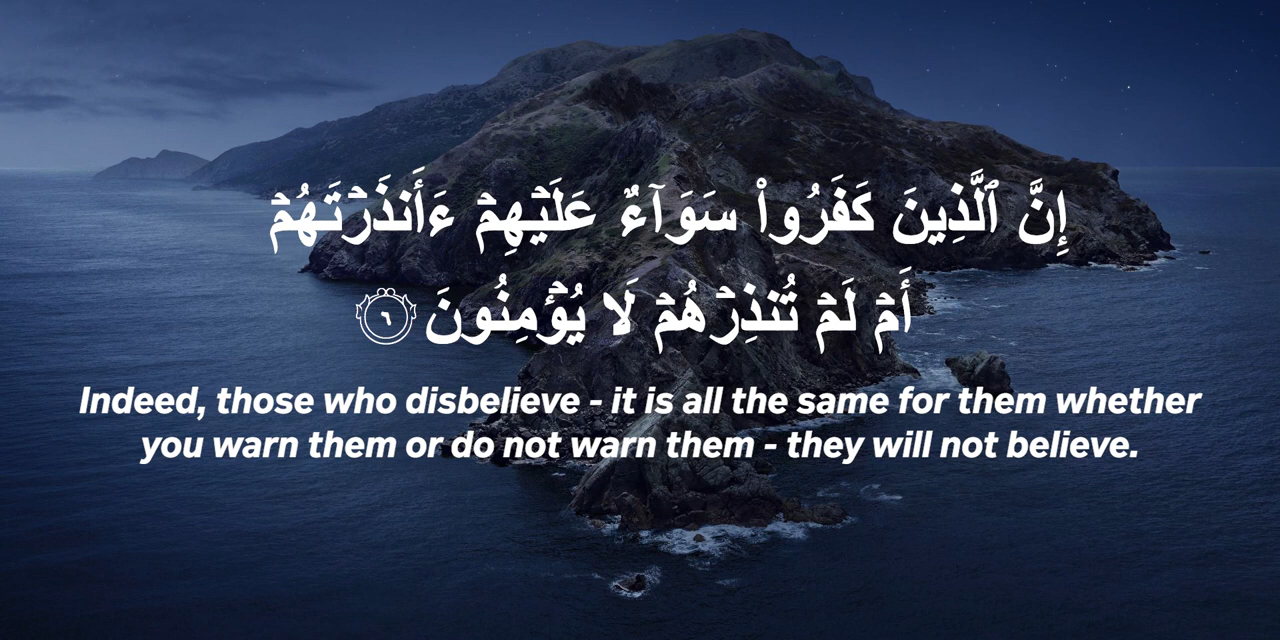 إِنَّ ٱلَّذِينَ كَفَرُوا۟ سَوَآءٌ عَلَيْهِمْ ءَأَنذَرْتَهُمْ
أَمْ لَمْ تُنذِرْهُمْ لَا يُؤْمِنُونَ ٦
Indeed, those who disbelieve - it is all the same for them whether
you warn them or do not warn them - they will not believe.